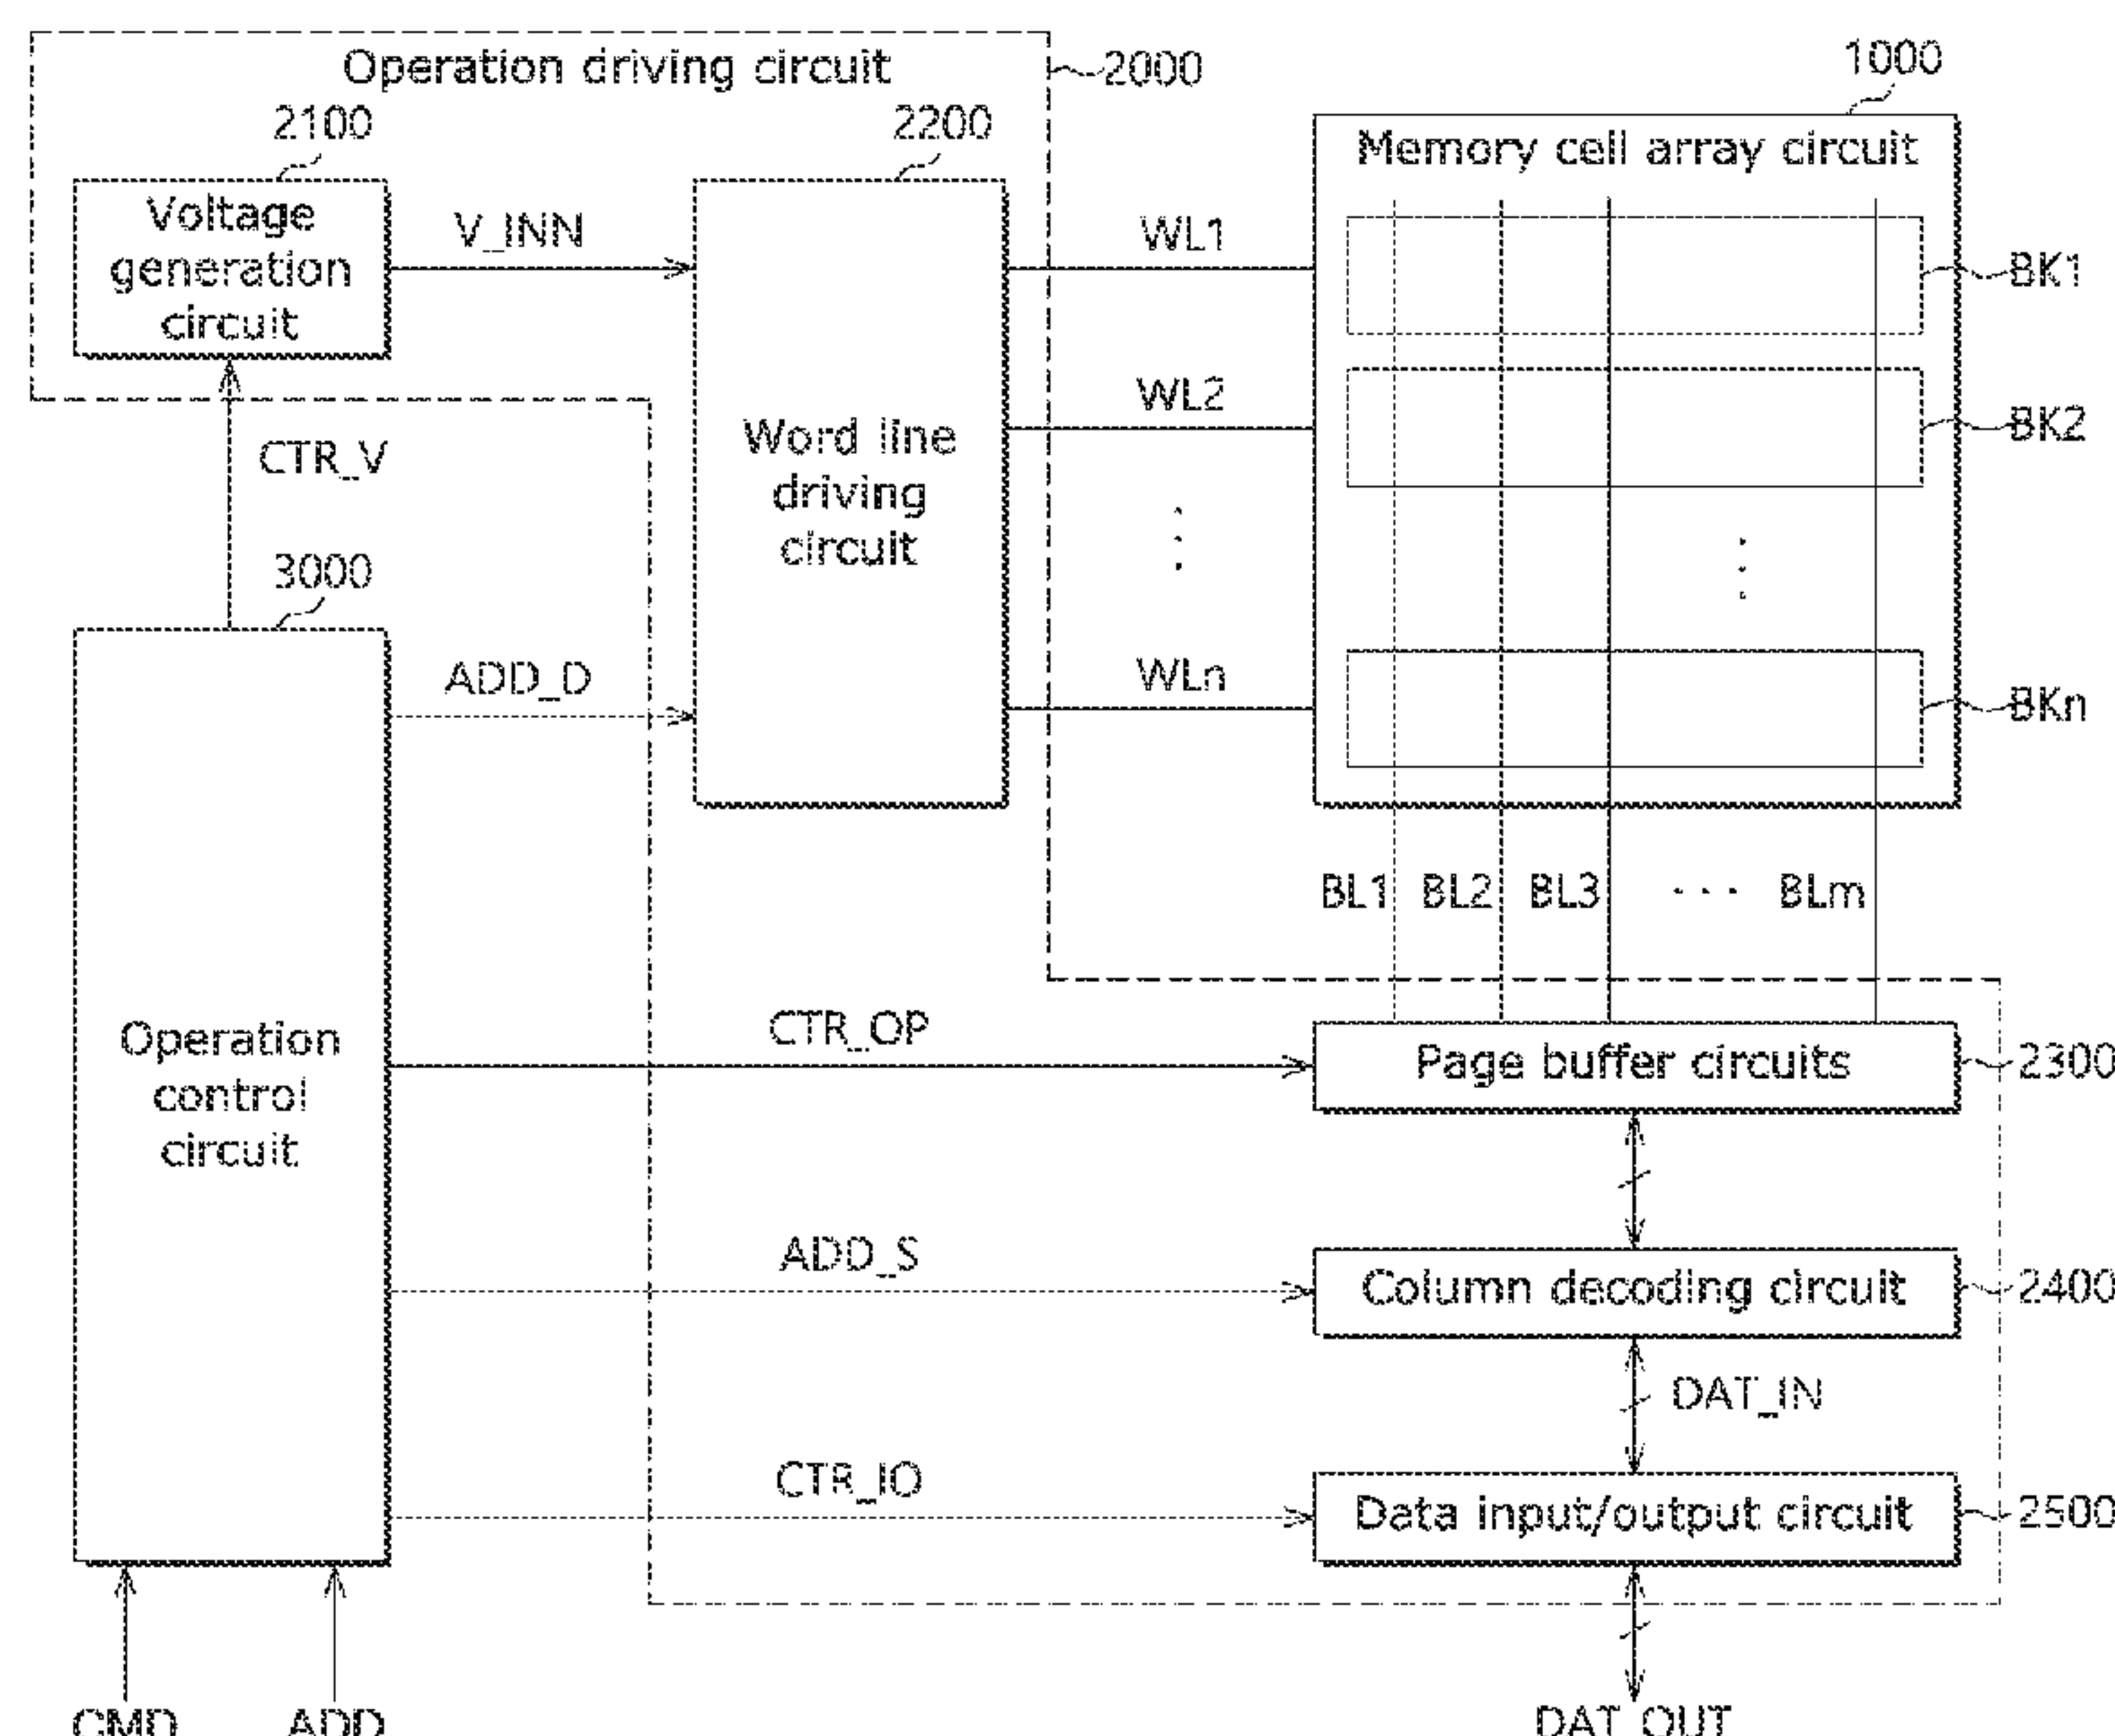 Operation driving circuit
2000
1000
2100
2200
Memory cell array circuit
Voltage
generation
circuit
V_INN
WL1
BK1
WL2
BK2
CTR_V
Word line
driving
circuit
3000
ADD_D
WLn
BKn
BL1
BL2
BL3
BLm
Operation
control
circuit
CTR_OP
Page buffer circuits
2300
ADD_S
Column decoding circuit
2400
DAT_IN
CTR_IO
Data input/output circuit
2500
CMD
ADD
DAT_OUT